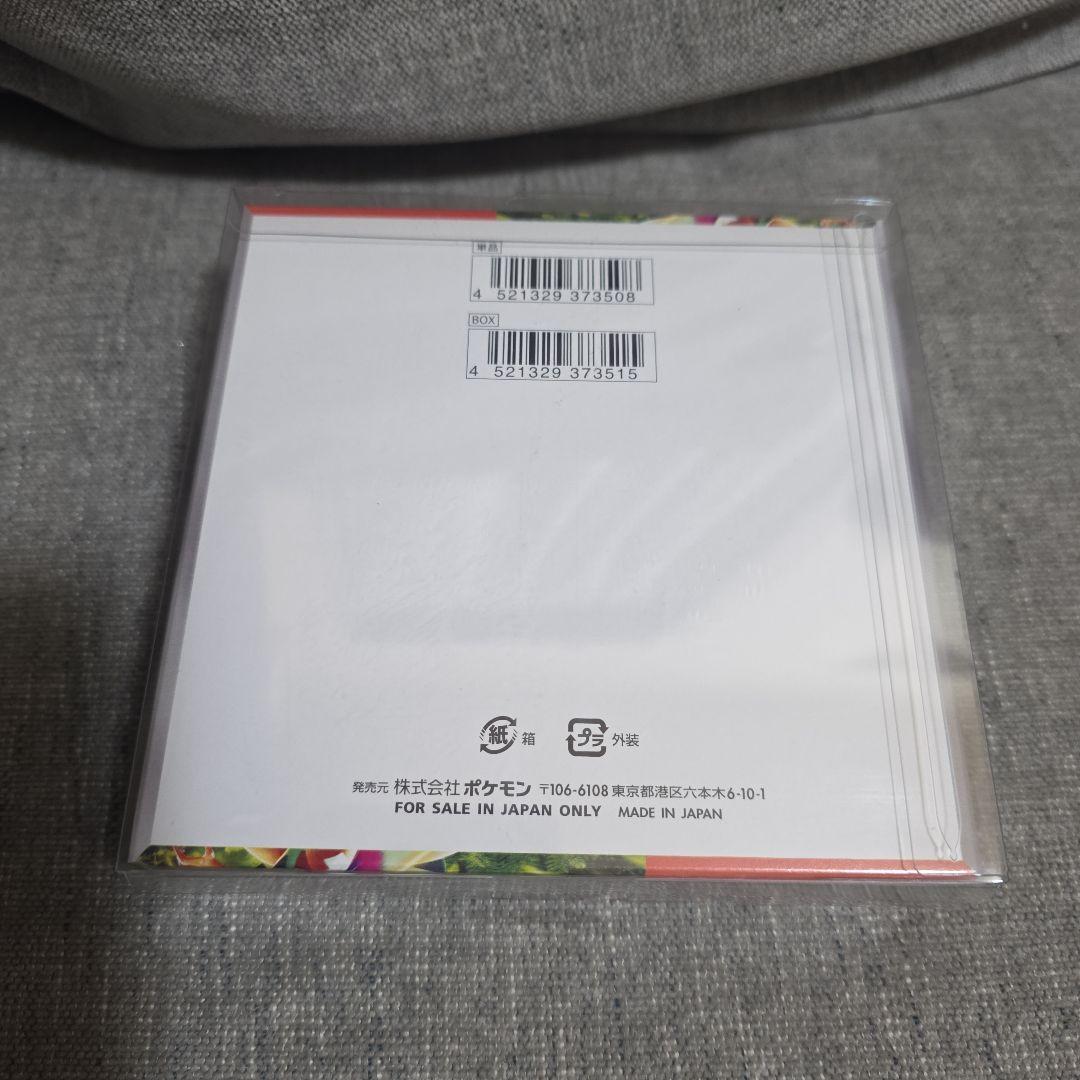 単品
4 521329 373508
BOX
4 521329 373515
紙 箱 プラ 外装
発売元 株式会社ポケモン 〒106-6108 東京都港区六本木6-10-1
FOR SALE IN JAPAN ONLY MADE IN JAPAN